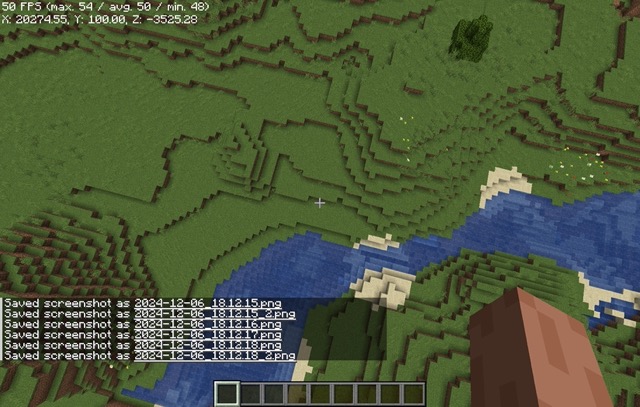 50 FPS (max. 54 / avg. 50 / min. 48)
X: 20274.55, Y: 100.00, Z: -3525.28
Saved screenshot as 2024-12-06_18.12.15.png
Saved screenshot as 2024-12-06_18.12.15_2.png
Saved screenshot as 2024-12-06_18.12.16.png
Saved screenshot as 2024-12-06_18.12.17.png
Saved screenshot as 2024-12-06_18.12.18.png
Saved screenshot as 2024-12-06_18.12.18_2.png